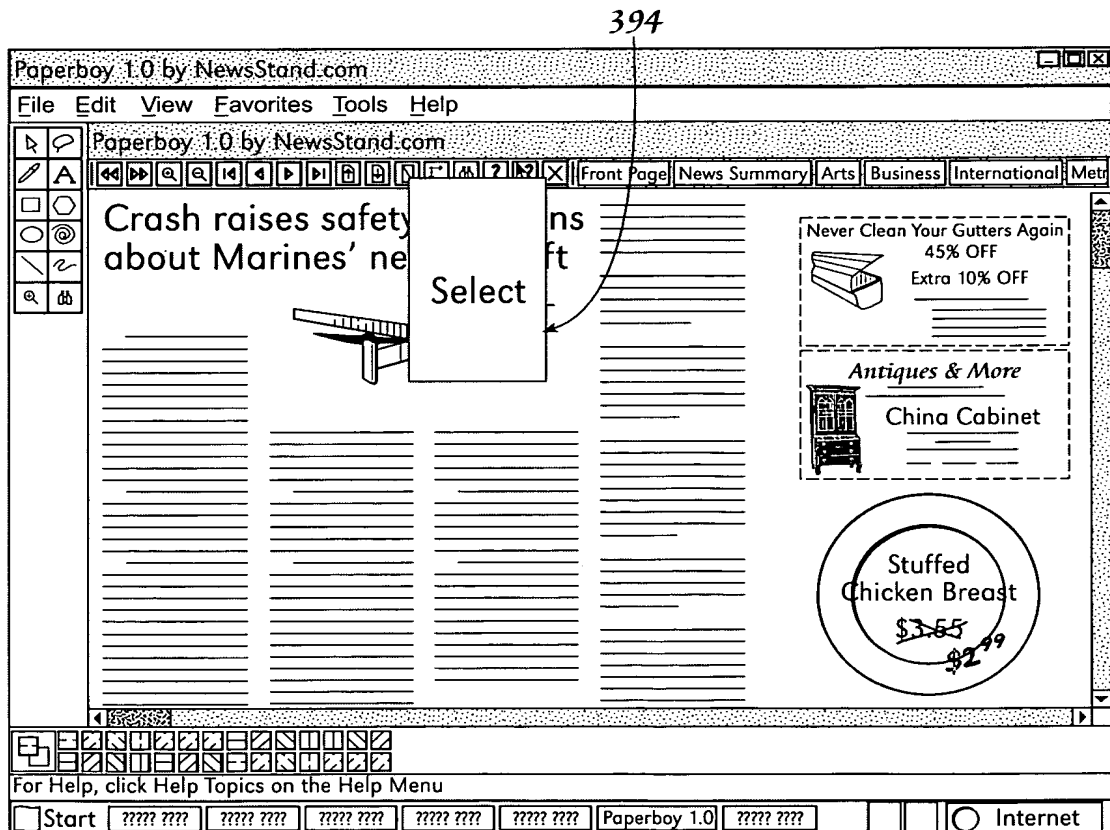 394
Paperboy 1.0 by NewsStand.com
File Edit View Favorites Tools Help
Paperboy 1.0 by NewsStand.com
A
? ? Front Page News Summary Arts Business International Metr
Crash raises safety ns
about Marines' ne ft
Select
Never Clean Your Gutters Again
45% OFF
Extra 10% OFF
Antiques & More
China Cabinet
Stuffed
Chicken Breast
$3.55
$2.99
For Help, click Help Topics on the Help Menu
Start ????? ???? ????? ???? ????? ???? ????? ???? ????? ???? Paperboy 1.0 ????? ???? Internet